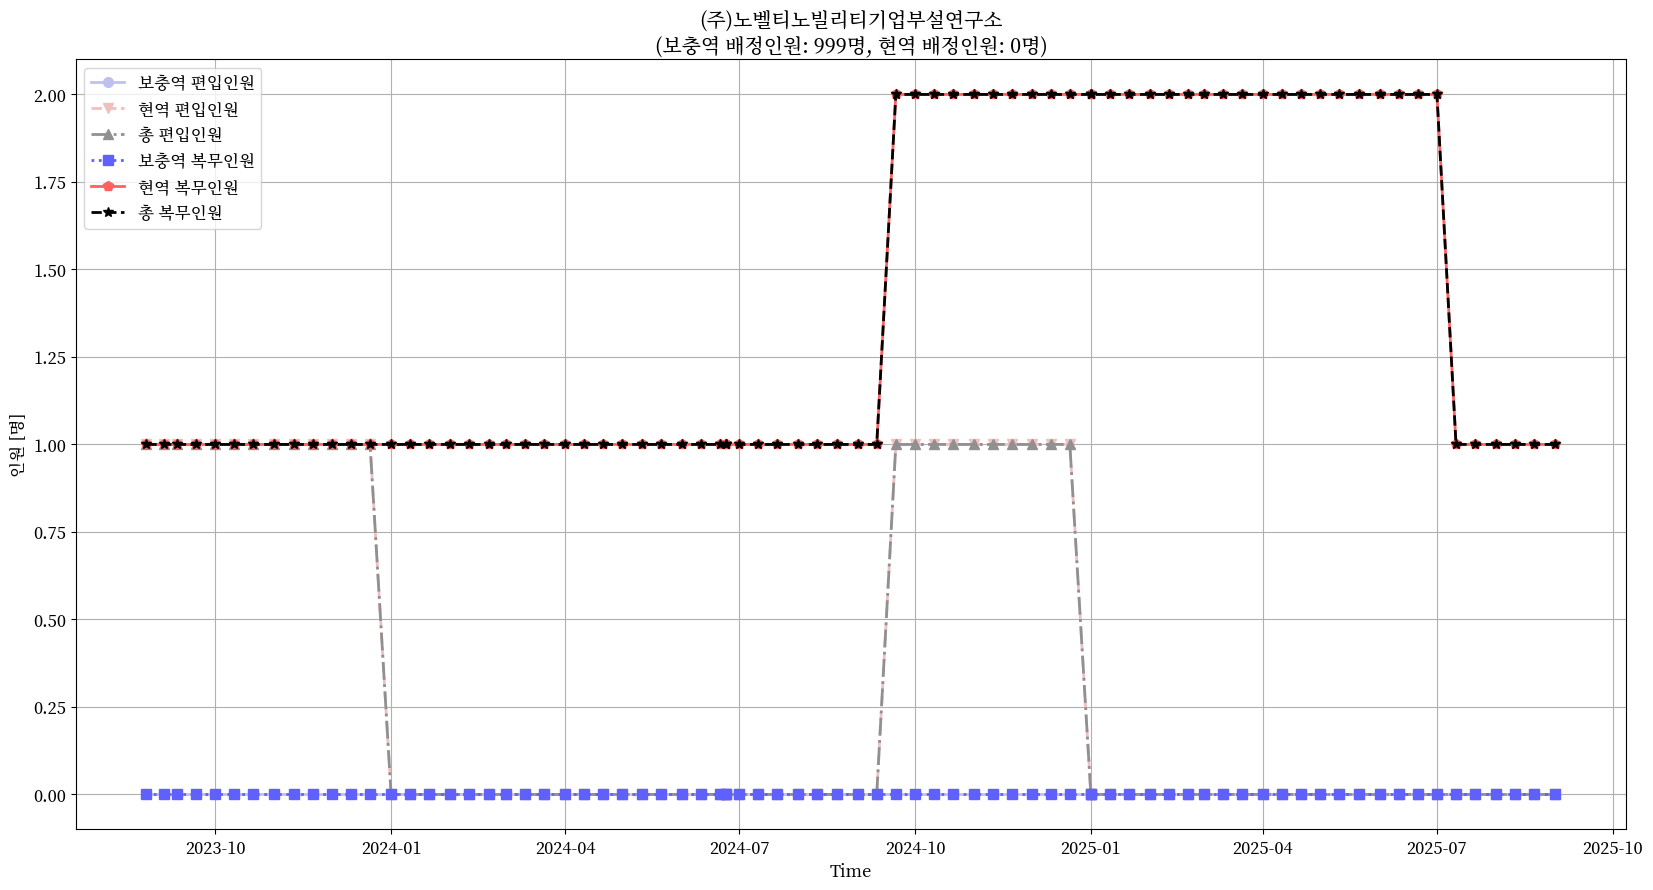 (주)노벨티노빌리티기업부설연구소
(보충역 배정인원: 999명, 현역 배정인원: 0명)
보충역 편입인원
현역 편입인원
총 편입인원
보충역 복무인원
현역 복무인원
총 복무인원
2.00
1.75
1.50
1.25
1.00
0.75
0.50
0.25
0.00
인원 [명]
2023-10
2024-01
2024-04
2024-07
2024-10
2025-01
2025-04
2025-07
2025-10
Time